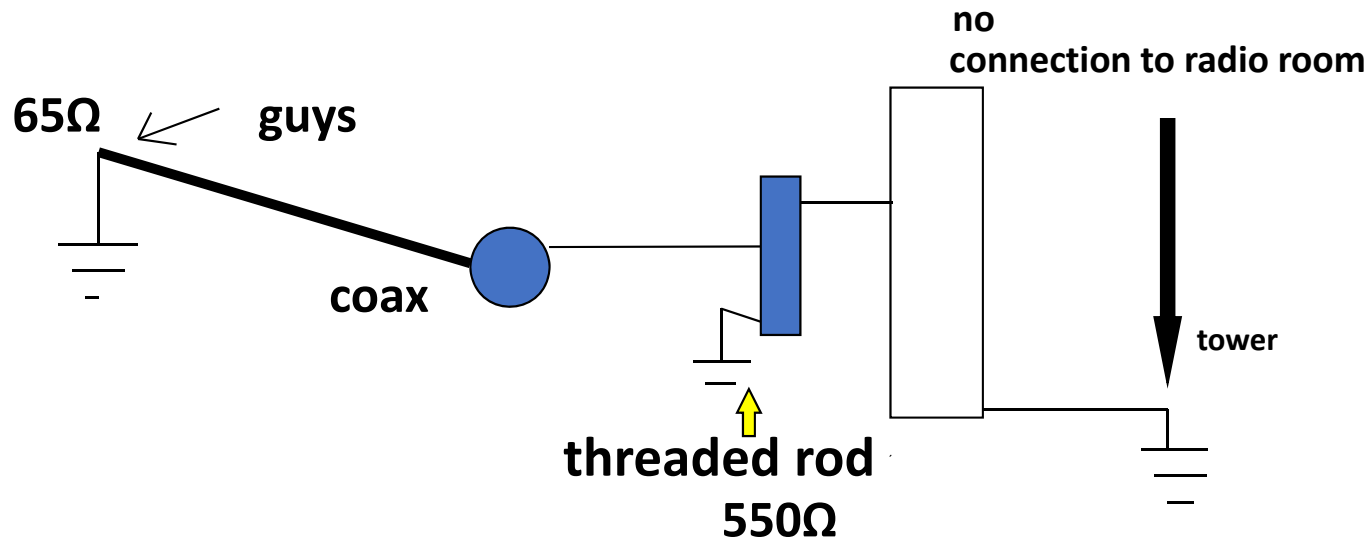 no
connection to radio room
65Ω
guys
coax
tower
threaded rod
550Ω